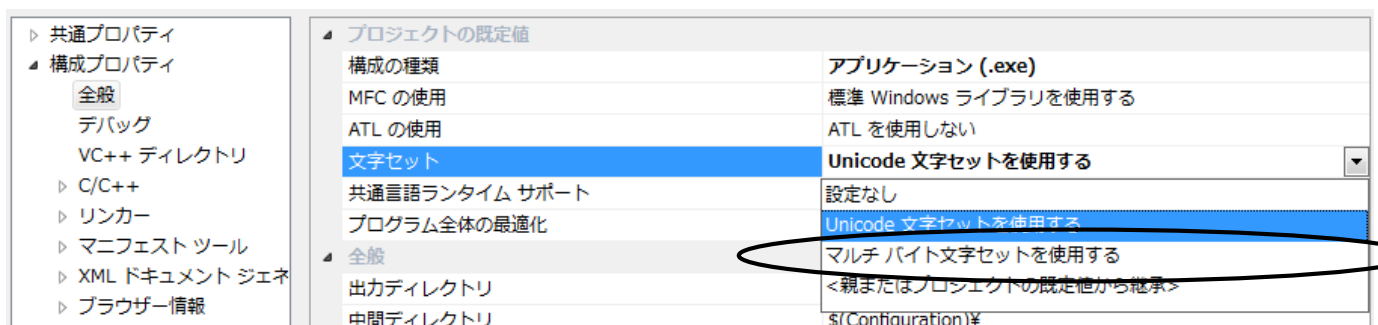 共通プロパティ
構成プロパティ
全般
デバッグ
VC++ ディレクトリ
C/C++
リンカー
マニフェスト ツール
XML ドキュメント ジェネ
ブラウザー情報
プロジェクトの既定値
構成の種類 アプリケーション (.exe)
MFC の使用 標準 Windows ライブラリを使用する
ATL の使用 ATL を使用しない
文字セット Unicode 文字セットを使用する
共通言語ランタイム サポート 設定なし
プログラム全体の最適化 Unicode 文字セットを使用する
全般 マルチ バイト文字セットを使用する
出力ディレクトリ <親またはプロジェクトの既定値から継承>
中間ディレクトリ $(Configuration)¥